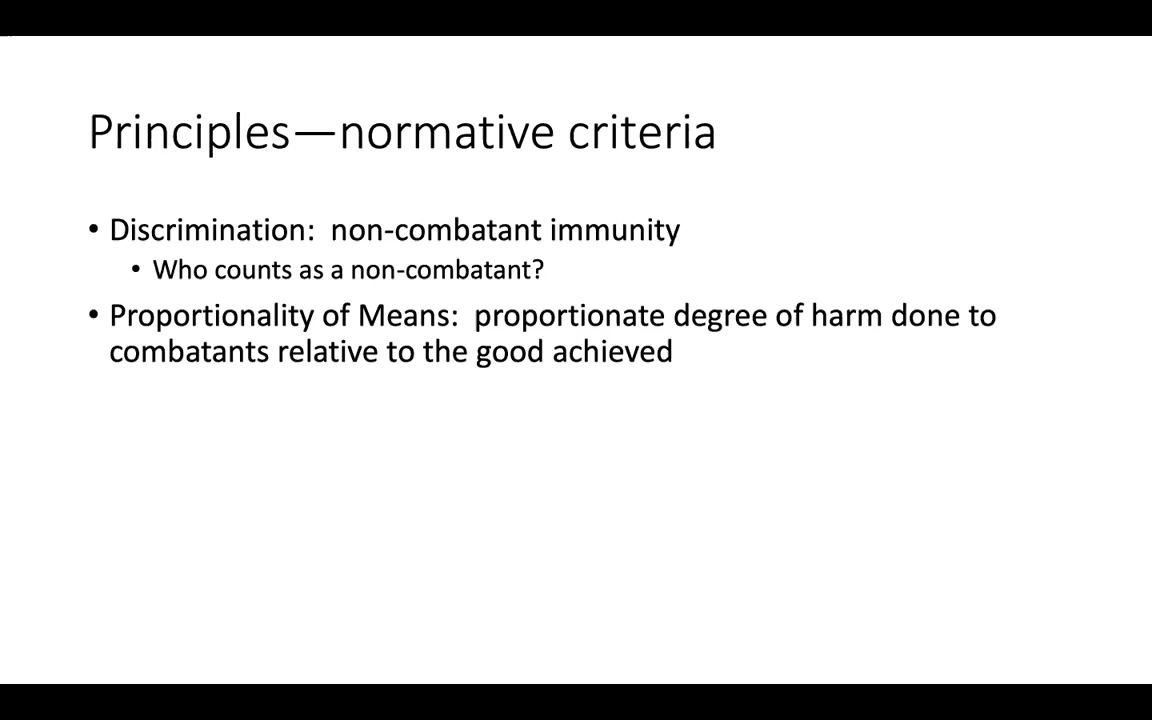 Principles—normative criteria
• Discrimination:  non-combatant immunity
• Who counts as a non-combatant?
• Proportionality of Means:  proportionate degree of harm done to
combatants relative to the good achieved